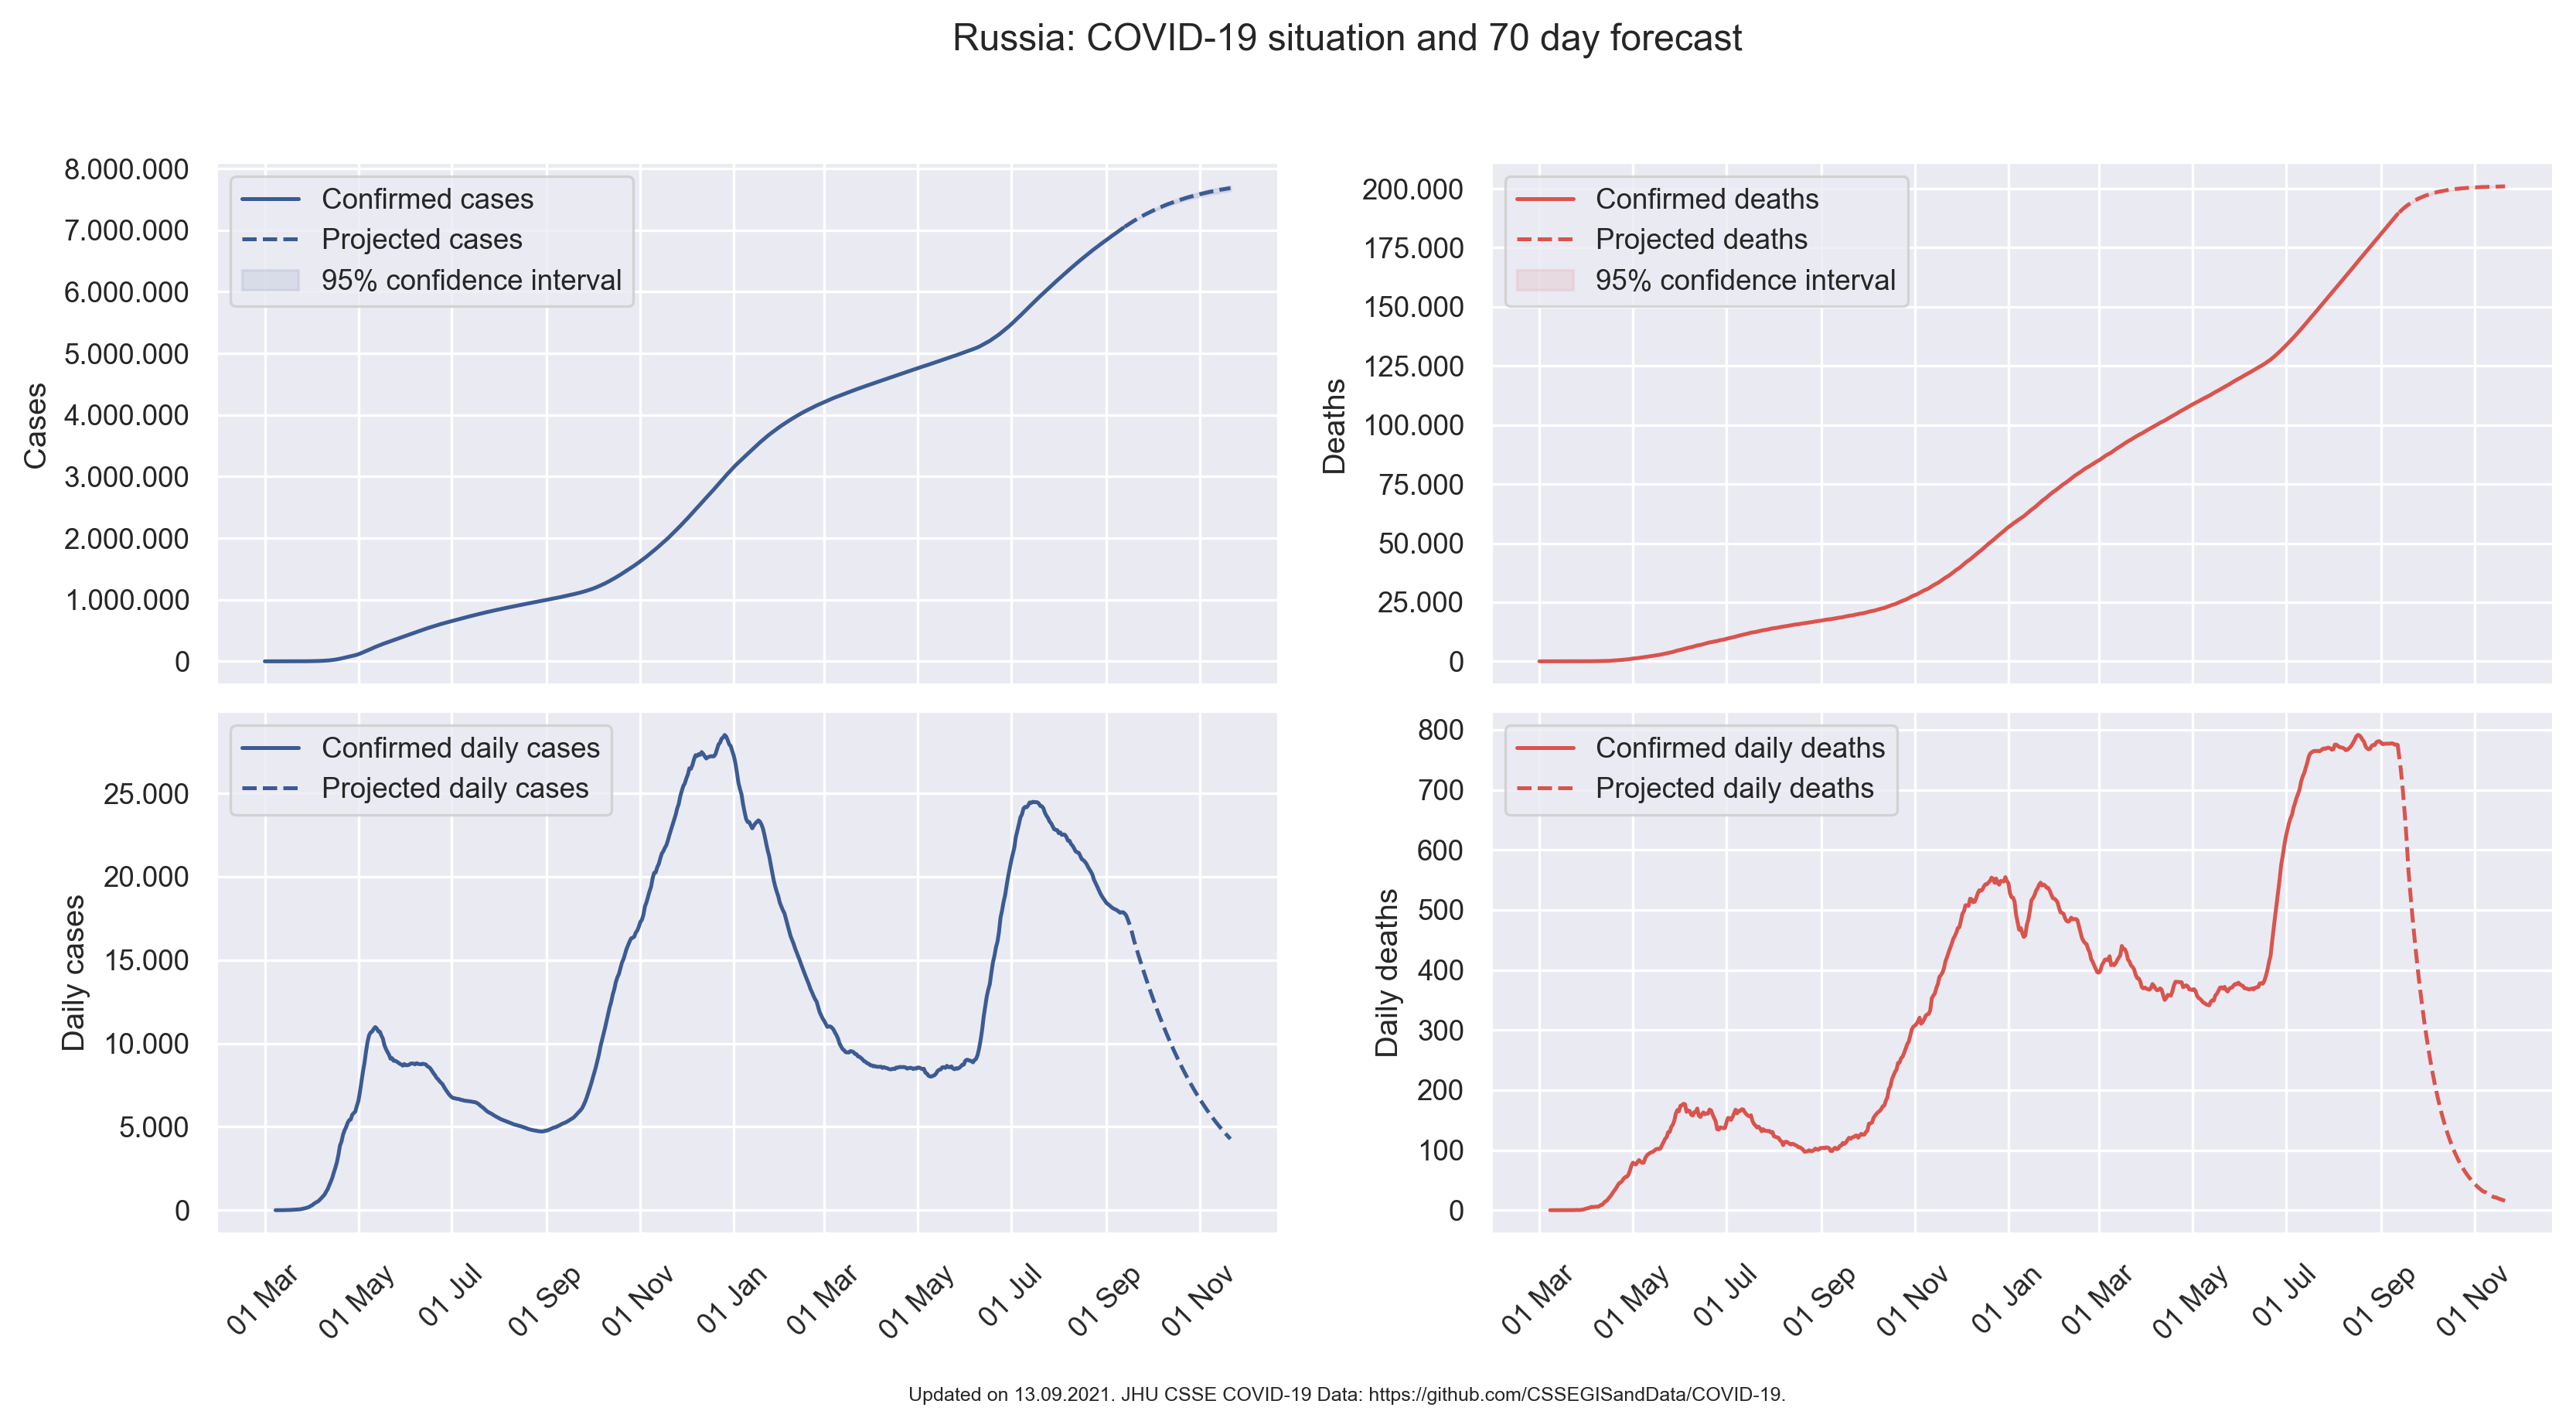 Russia: COVID-19 situation and 70 day forecast
Cases
8.000.000
7.000.000
6.000.000
5.000.000
4.000.000
3.000.000
2.000.000
1.000.000
0
Confirmed cases
Projected cases
95% confidence interval
Deaths
200.000
175.000
150.000
125.000
100.000
75.000
50.000
25.000
0
Confirmed deaths
Projected deaths
95% confidence interval
Daily cases
25.000
20.000
15.000
10.000
5.000
0
Confirmed daily cases
Projected daily cases
01 Mar
01 May
01 Jul
01 Sep
01 Nov
01 Jan
01 Mar
01 May
01 Jul
01 Sep
01 Nov
Daily deaths
800
700
600
500
400
300
200
100
0
Confirmed daily deaths
Projected daily deaths
01 Mar
01 May
01 Jul
01 Sep
01 Nov
01 Jan
01 Mar
01 May
01 Jul
01 Sep
01 Nov
Updated on 13.09.2021. JHU CSSE COVID-19 Data: https://github.com/CSSEGISandData/COVID-19.